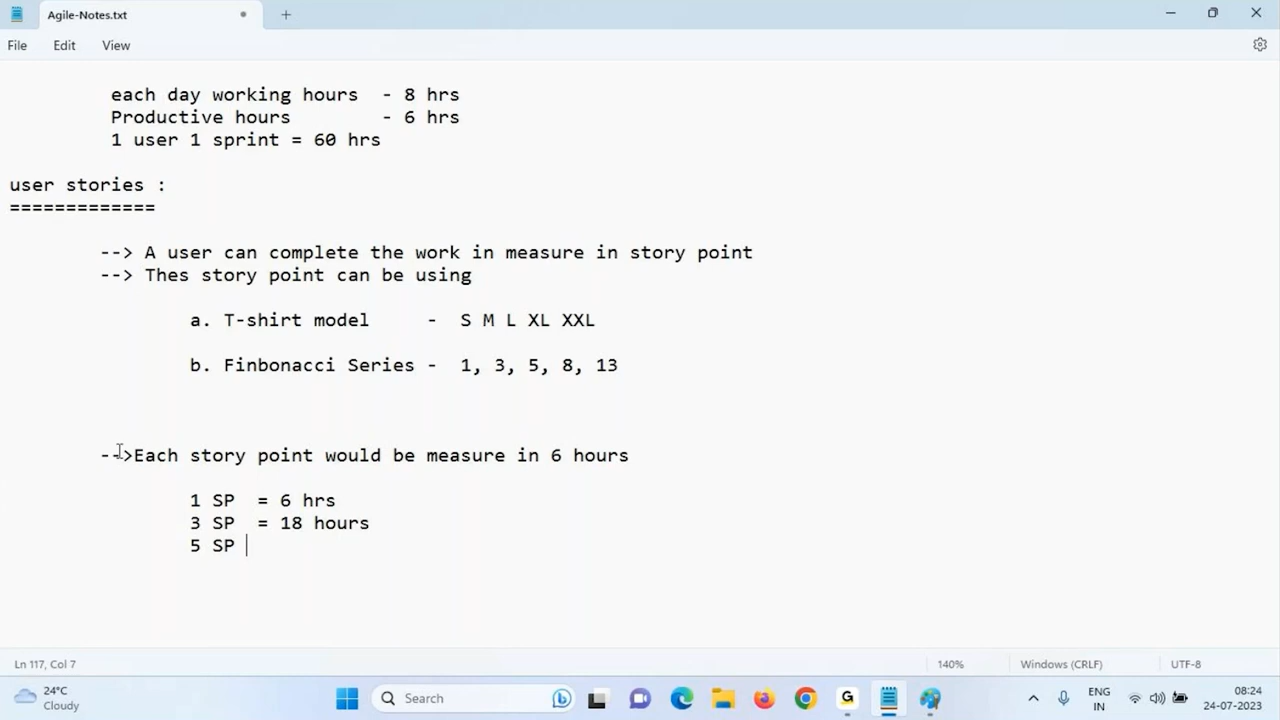 Agile-Notes.txt
File Edit View
each day working hours - 8 hrs
Productive hours - 6 hrs
1 user 1 sprint = 60 hrs
user stories :
=============
--> A user can complete the work in measure in story point
--> Thes story point can be using
a. T-shirt model - S M L XL XXL
b. Finbonacci Series - 1, 3, 5, 8, 13
-->Each story point would be measure in 6 hours
1 SP = 6 hrs
3 SP = 18 hours
5 SP
Ln 117, Col 7 140% Windows (CRLF) UTF-8
24°C
Cloudy
Search
ENG
IN
08:24
24-07-2023